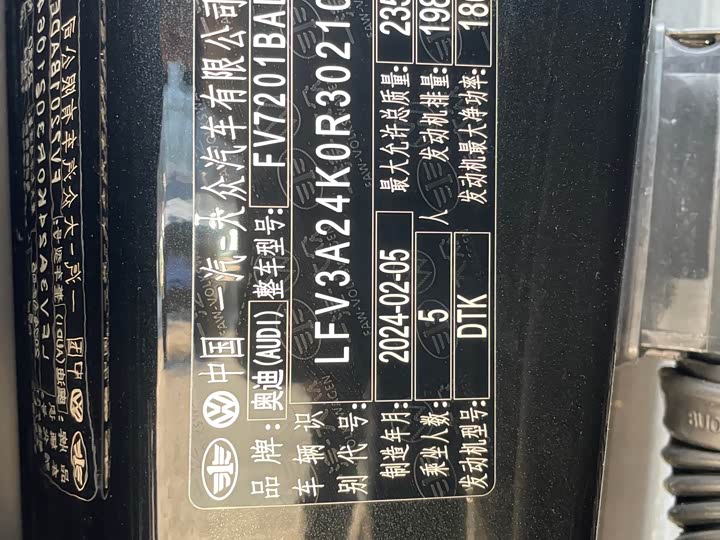 中国 一汽-大众汽车有限公司
品牌: 奥迪(AUDI) 整车型号: FV7201BA
车辆识别代号: LFV3A24K0R3021
制造年月: 2024-02-05 最大允许总质量: 235
乘坐人数: 5 人 发动机排量: 198
发动机型号: DTK 发动机最大净功率: 180